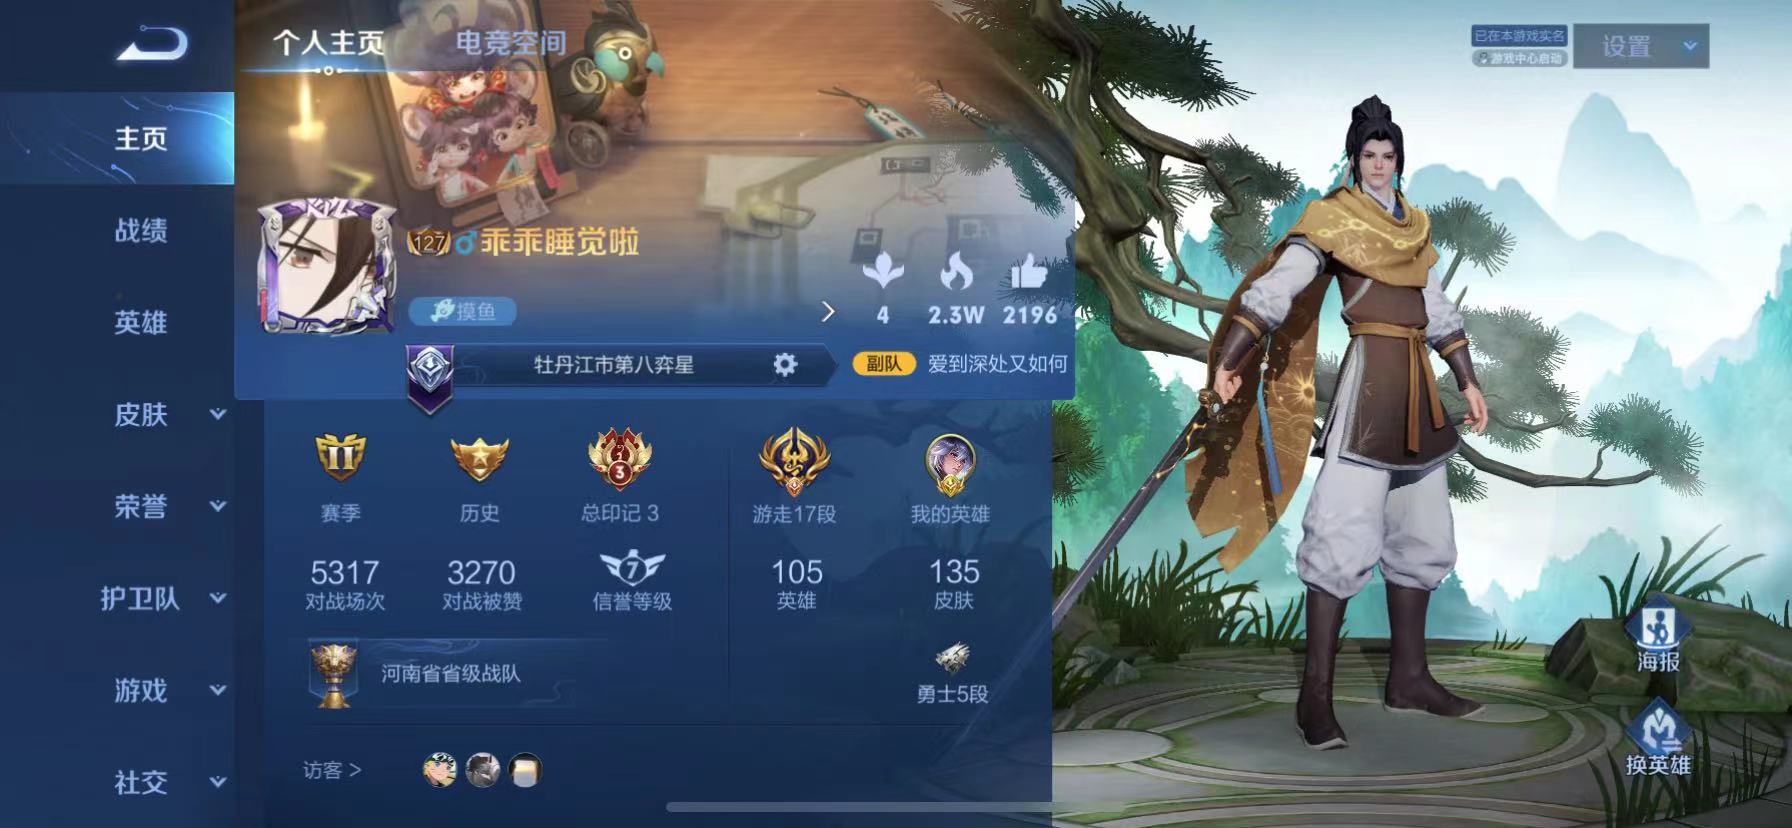 个人主页
电竞空间
已在本游戏实名
游戏中心启动
设置
主页
战绩
英雄
皮肤
荣誉
护卫队
游戏
社交
127
乖乖睡觉啦
摸鱼
4
2.3W
2196
牡丹江市第八弈星
副队
爱到深处又如何
II
1
3
赛季
历史
总印记 3
游走17段
我的英雄
5317
3270
7
105
135
对战场次
对战被赞
信誉等级
英雄
皮肤
河南省省级战队
勇士5段
访客 >
海报
换英雄